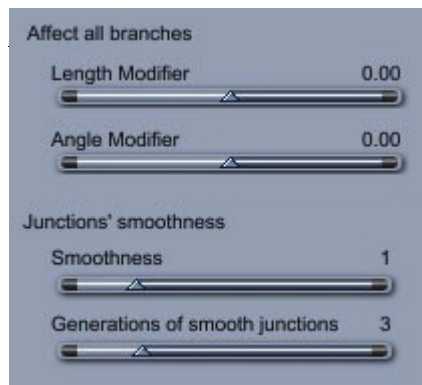 Affect all branches
Length Modifier 0.00
Angle Modifier 0.00
Junctions' smoothness
Smoothness 1
Generations of smooth junctions 3